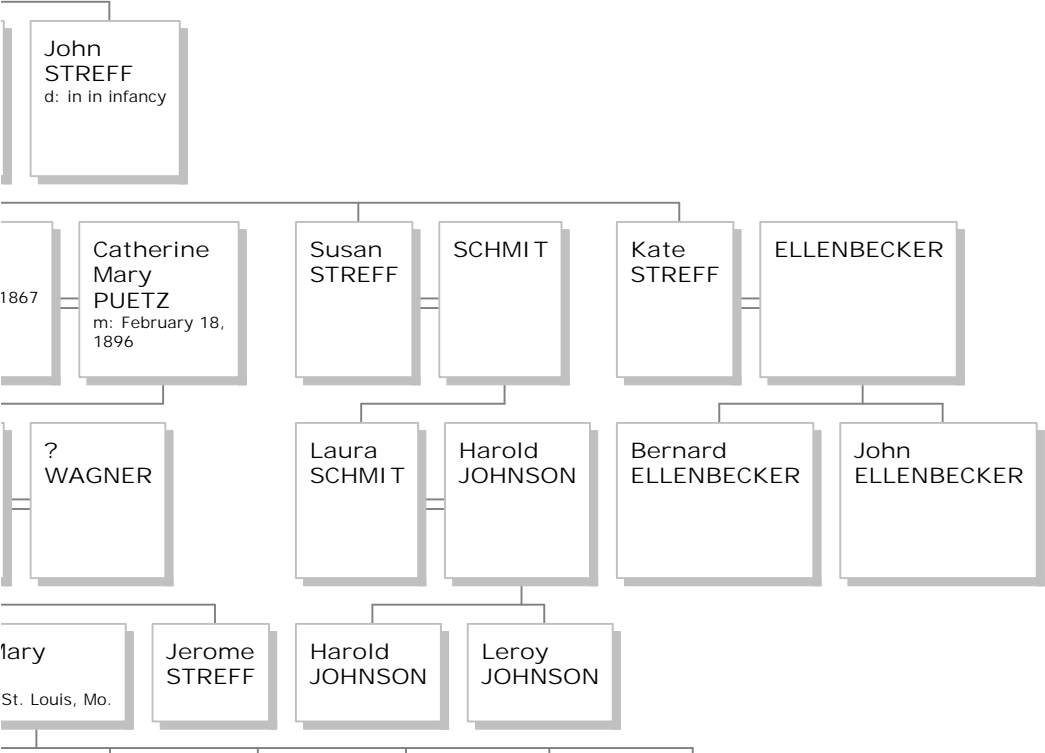 John
STREFF
d: in in infancy
1867
Catherine
Mary
PUETZ
m: February 18,
1896
Susan
STREFF
SCHMIT
Kate
STREFF
ELLENBECKER
?
WAGNER
Laura
SCHMIT
Harold
JOHNSON
Bernard
ELLENBECKER
John
ELLENBECKER
Mary
St. Louis, Mo.
Jerome
STREFF
Harold
JOHNSON
Leroy
JOHNSON